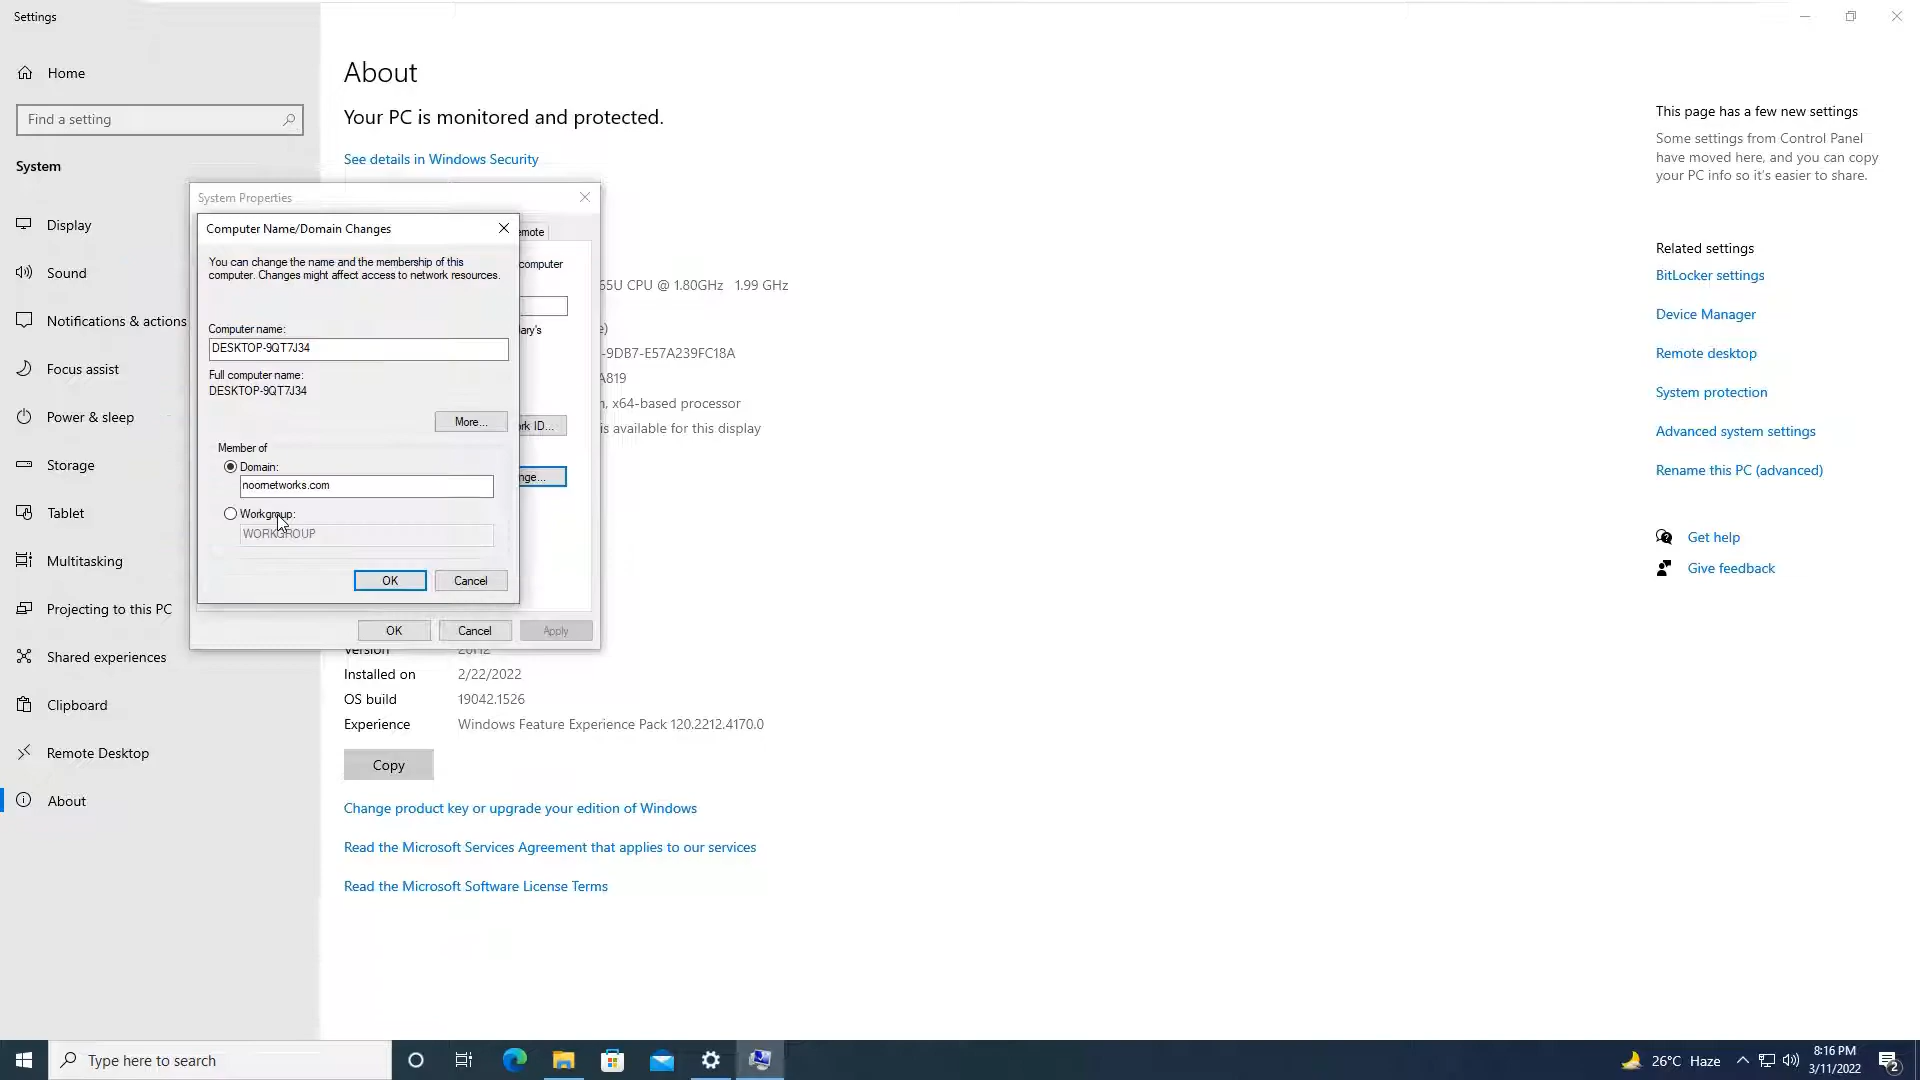 Settings
Home
Find a setting
System
Display
Sound
Notifications & actions
Focus assist
Power & sleep
Storage
Tablet
Multitasking
Projecting to this PC
Shared experiences
Clipboard
Remote Desktop
About
About
Your PC is monitored and protected.
See details in Windows Security
System Properties
emote
computer
ary's
rk ID...
nge...
OK Cancel Apply
Computer Name/Domain Changes
You can change the name and the membership of this
computer. Changes might affect access to network resources.
Computer name:
DESKTOP-9QT7J34
Full computer name:
DESKTOP-9QT7J34
More...
Member of
Domain:
noornetworks.com
Workgroup:
WORKGROUP
OK Cancel
65U CPU @ 1.80GHz 1.99 GHz
e)
-9DB7-E57A239FC18A
A819
, x64-based processor
is available for this display
Version 20H2
Installed on 2/22/2022
OS build 19042.1526
Experience Windows Feature Experience Pack 120.2212.4170.0
Copy
Change product key or upgrade your edition of Windows
Read the Microsoft Services Agreement that applies to our services
Read the Microsoft Software License Terms
This page has a few new settings
Some settings from Control Panel
have moved here, and you can copy
your PC info so it's easier to share.
Related settings
BitLocker settings
Device Manager
Remote desktop
System protection
Advanced system settings
Rename this PC (advanced)
Get help
Give feedback
Type here to search
26°C Haze
8:16 PM
3/11/2022
2